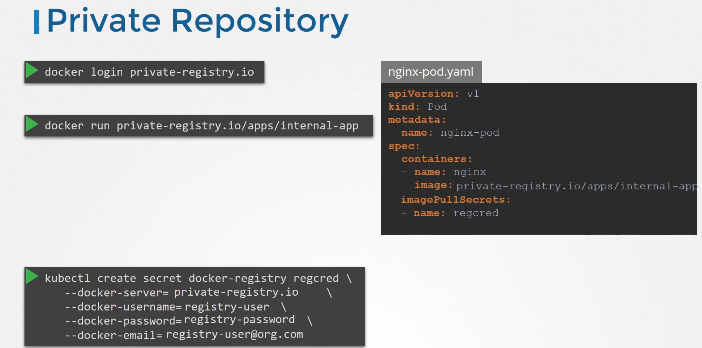 Private Repository
docker login private-registry.io
docker run private-registry.io/apps/internal-app
nginx-pod.yaml
apiVersion: v1
kind: Pod
metadata:
  name: nginx-pod
spec:
  containers:
  - name: nginx
    image: private-registry.io/apps/internal-app
  imagePullSecrets:
  - name: regcred
kubectl create secret docker-registry regcred \
   --docker-server= private-registry.io \
   --docker-username= registry-user \
   --docker-password= registry-password \
   --docker-email= registry-user@org.com